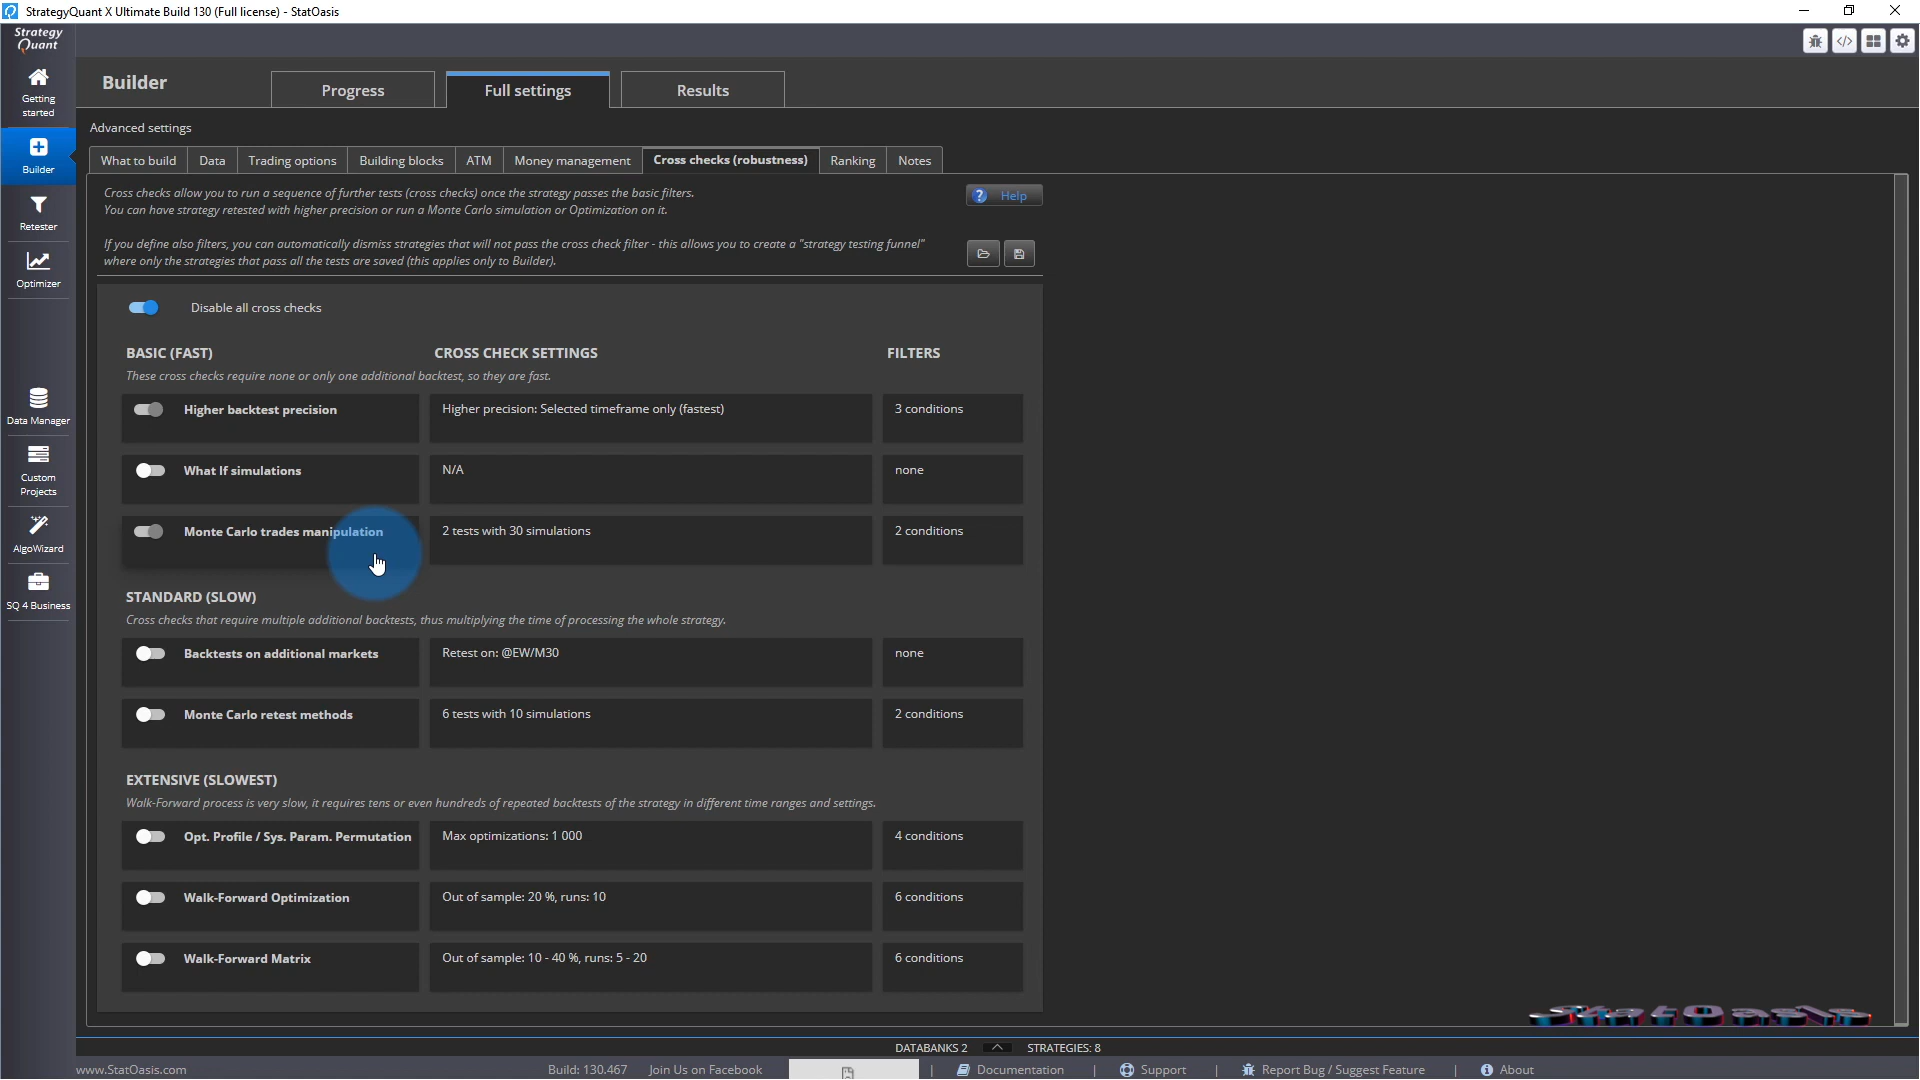 StrategyQuant X Ultimate Build 130 (Full license) - StatOasis
Strategy
Quant
Getting
started
Builder
Retester
Optimizer
Data Manager
Custom
Projects
AlgoWizard
SQ 4 Business
Builder
Progress
Full settings
Results
Advanced settings
What to build
Data
Trading options
Building blocks
ATM
Money management
Cross checks (robustness)
Ranking
Notes
Cross checks allow you to run a sequence of further tests (cross checks) once the strategy passes the basic filters.
You can have strategy retested with higher precision or run a Monte Carlo simulation or Optimization on it.
? Help
If you define also filters, you can automatically dismiss strategies that will not pass the cross check filter - this allows you to create a "strategy testing funnel"
where only the strategies that pass all the tests are saved (this applies only to Builder).
Disable all cross checks
BASIC (FAST)
CROSS CHECK SETTINGS
FILTERS
These cross checks require none or only one additional backtest, so they are fast.
Higher backtest precision
Higher precision: Selected timeframe only (fastest)
3 conditions
What If simulations
N/A
none
Monte Carlo trades manipulation
2 tests with 30 simulations
2 conditions
STANDARD (SLOW)
Cross checks that require multiple additional backtests, thus multiplying the time of processing the whole strategy.
Backtests on additional markets
Retest on: @EW/M30
none
Monte Carlo retest methods
6 tests with 10 simulations
2 conditions
EXTENSIVE (SLOWEST)
Walk-Forward process is very slow, it requires tens or even hundreds of repeated backtests of the strategy in different time ranges and settings.
Opt. Profile / Sys. Param. Permutation
Max optimizations: 1 000
4 conditions
Walk-Forward Optimization
Out of sample: 20 %, runs: 10
6 conditions
Walk-Forward Matrix
Out of sample: 10 - 40 %, runs: 5 - 20
6 conditions
StatOasis
DATABANKS 2
STRATEGIES: 8
www.StatOasis.com
Build: 130.467
Join Us on Facebook
Documentation
Support
Report Bug / Suggest Feature
About